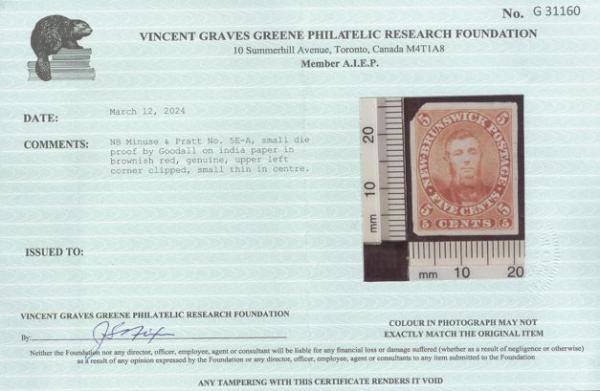 No. G 31160
VINCENT GRAVES GREENE PHILATELIC RESEARCH FOUNDATION
10 Summerhill Avenue, Toronto, Canada M4T1A8
Member A.I.E.P.
DATE:
March 12, 2024
COMMENTS:
NB Minuse & Pratt No. 5E-A, small die
proof by Goodall on india paper in
brownish red, genuine, upper left
corner clipped, small thin in centre.
20
10
mm
5 5
NEW-BRUNSWICK POSTAGE.
FIVE CENTS
5 5
CENTS
mm 10 20
ISSUED TO:
VINCENT GRAVES GREENE PHILATELIC RESEARCH FOUNDATION
By
COLOUR IN PHOTOGRAPH MAY NOT
EXACTLY MATCH THE ORIGINAL ITEM
Neither the Foundation nor any director, officer, employee, agent or consultant will be liable for any financial loss or damage suffered (whether as a result of negligence or otherwise)
as a result of any opinion expressed by the Foundation or any director, officer, employee, agent or consultants to any item submitted to the Foundation
ANY TAMPERING WITH THIS CERTIFICATE RENDERS IT VOID